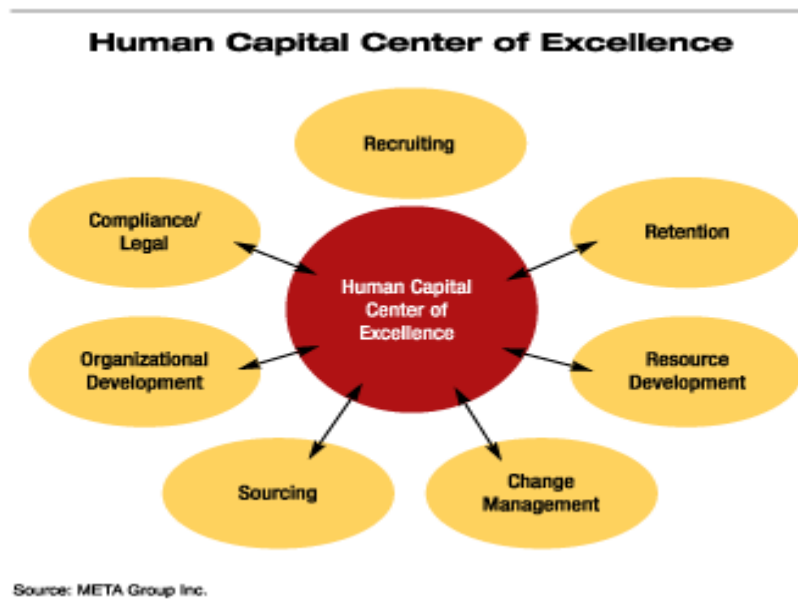 Human Capital Center of Excellence
Recruiting
Compliance/
Legal
Retention
Human Capital
Center of
Excellence
Organizational
Development
Resource
Development
Sourcing
Change
Management
Source: META Group Inc.